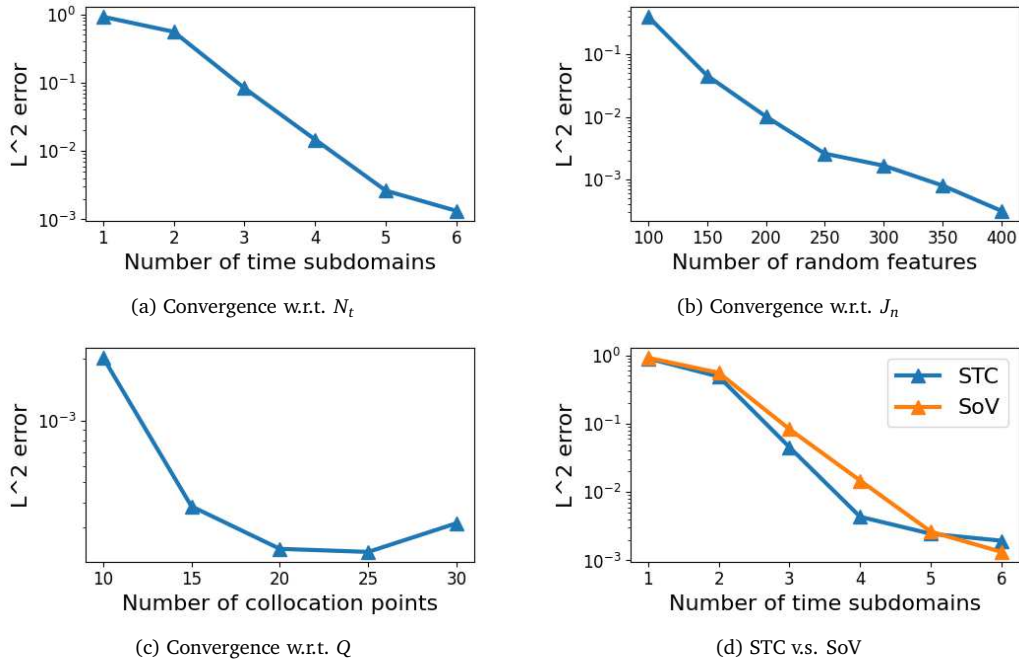 10^0
10^-1
10^-2
10^-3
L^2 error
1 2 3 4 5 6
Number of time subdomains
(a) Convergence w.r.t. N_t
10^-1
10^-2
10^-3
L^2 error
100 150 200 250 300 350 400
Number of random features
(b) Convergence w.r.t. J_n
10^-3
L^2 error
10 15 20 25 30
Number of collocation points
(c) Convergence w.r.t. Q
10^0
10^-1
10^-2
10^-3
L^2 error
STC
SoV
1 2 3 4 5 6
Number of time subdomains
(d) STC v.s. SoV